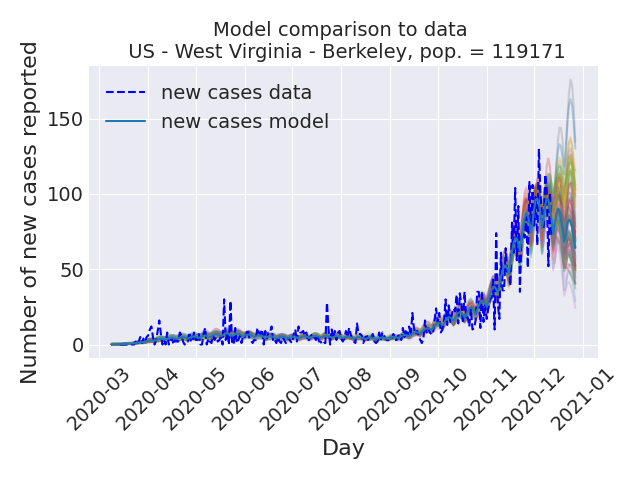 Model comparison to data
US - West Virginia - Berkeley, pop. = 119171
Number of new cases reported
150
100
50
0
new cases data
new cases model
2020-03
2020-04
2020-05
2020-06
2020-07
2020-08
2020-09
2020-10
2020-11
2020-12
2021-01
Day